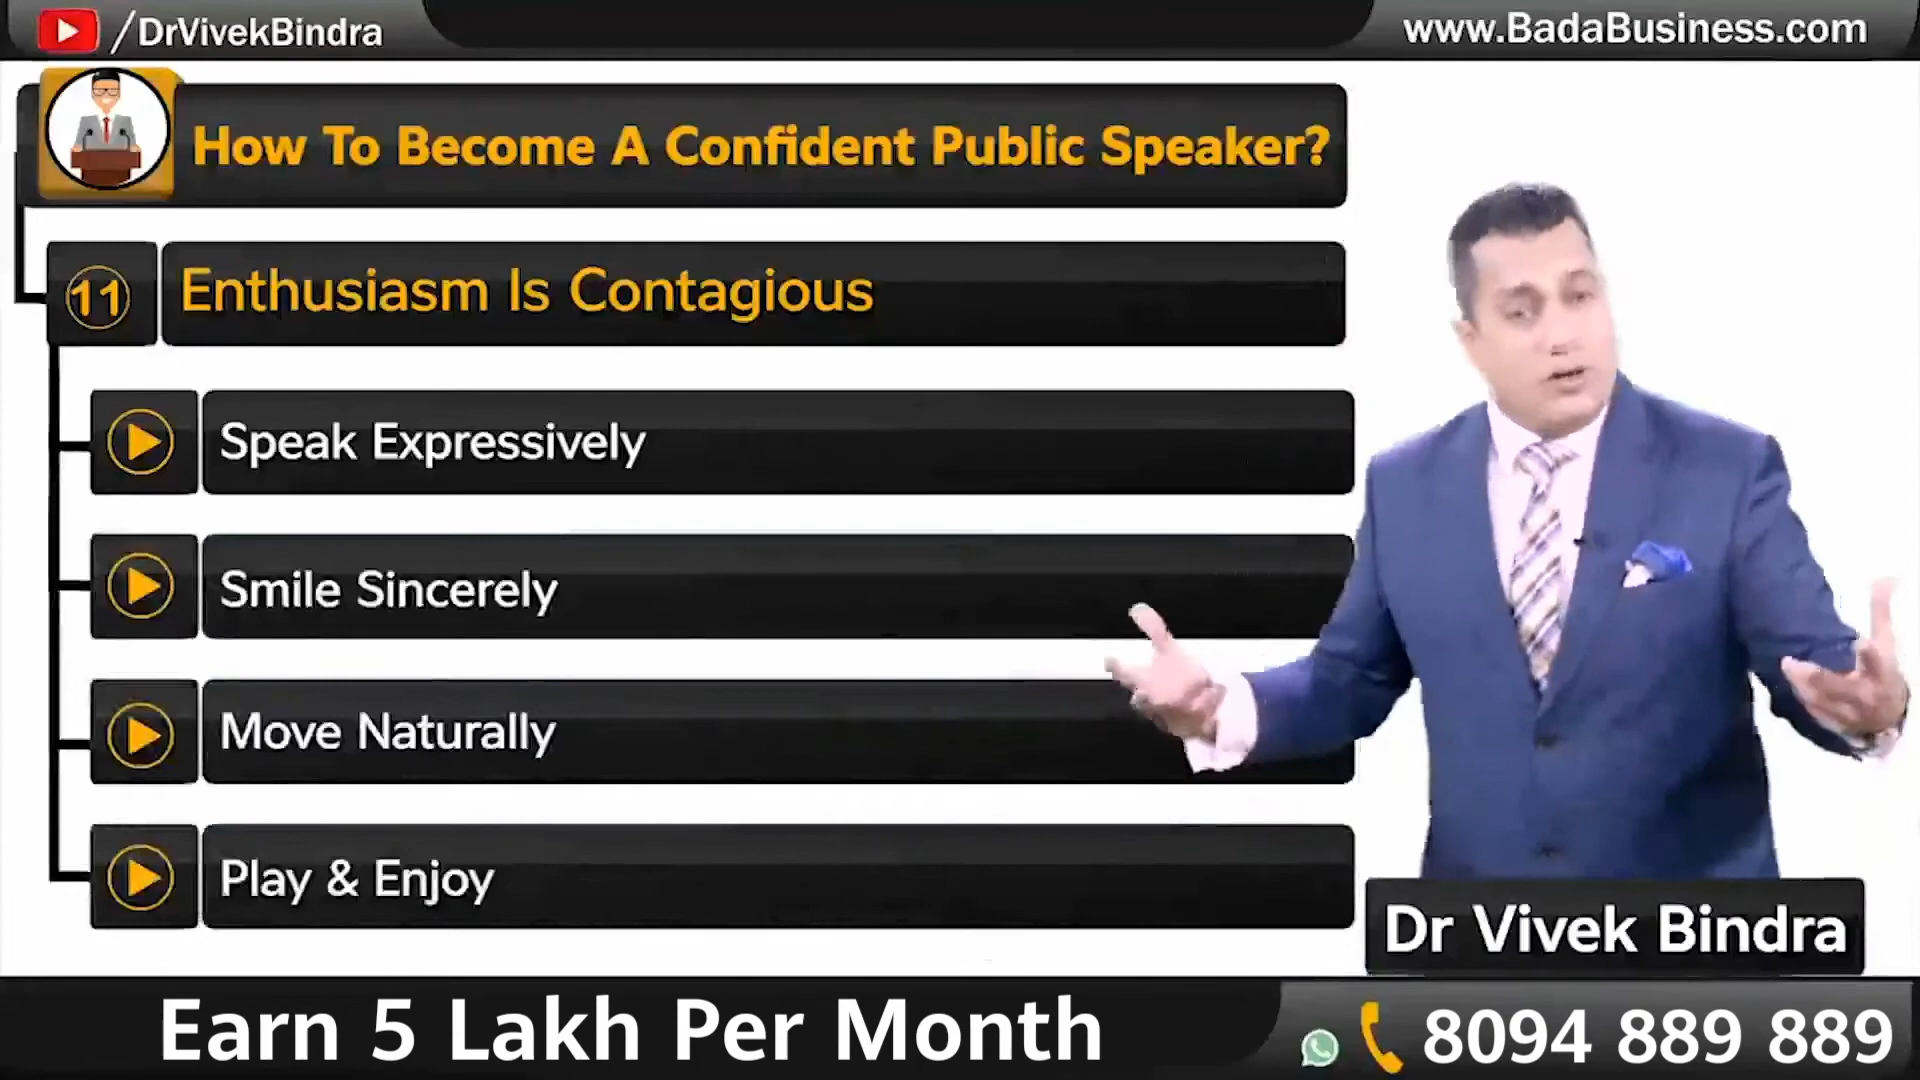 /DrVivekBindra
www.BadaBusiness.com
How To Become A Confident Public Speaker?
11 Enthusiasm Is Contagious
Speak Expressively
Smile Sincerely
Move Naturally
Play & Enjoy
Dr Vivek Bindra
Earn 5 Lakh Per Month
8094 889 889